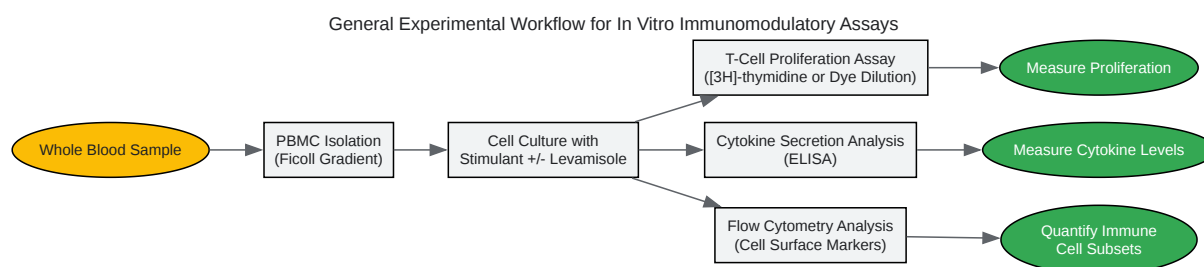 General Experimental Workflow for In Vitro Immunomodulatory Assays
Whole Blood Sample
PBMC Isolation
(Ficoll Gradient)
Cell Culture with
Stimulant +/- Levamisole
T-Cell Proliferation Assay
([3H]-thymidine or Dye Dilution)
Measure Proliferation
Cytokine Secretion Analysis
(ELISA)
Measure Cytokine Levels
Flow Cytometry Analysis
(Cell Surface Markers)
Quantify Immune
Cell Subsets